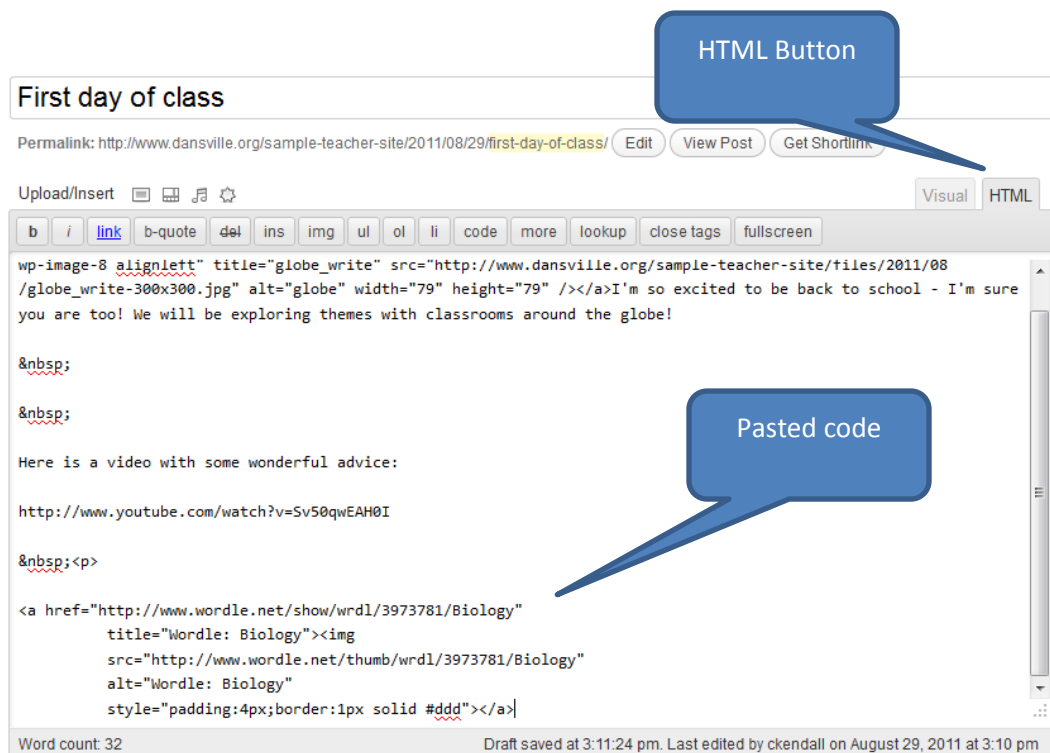 HTML Button
First day of class
Permalink: http://www.dansville.org/sample-teacher-site/2011/08/29/first-day-of-class/ Edit View Post Get Shortlink
Upload/Insert Visual HTML
b i link b-quote del ins img ul ol li code more lookup close tags fullscreen
wp-image-8 alignleft" title="globe_write" src="http://www.dansville.org/sample-teacher-site/files/2011/08
/globe_write-300x300.jpg" alt="globe" width="79" height="79" /></a>I'm so excited to be back to school - I'm sure
you are too! We will be exploring themes with classrooms around the globe!
&nbsp;
&nbsp;
Pasted code
Here is a video with some wonderful advice:
http://www.youtube.com/watch?v=Sv50qwEAH0I
&nbsp;<p>
<a href="http://www.wordle.net/show/wrdl/3973781/Biology"
title="Wordle: Biology"><img
src="http://www.wordle.net/thumb/wrdl/3973781/Biology"
alt="Wordle: Biology"
style="padding:4px;border:1px solid #ddd"></a>
Word count: 32 Draft saved at 3:11:24 pm. Last edited by ckendall on August 29, 2011 at 3:10 pm